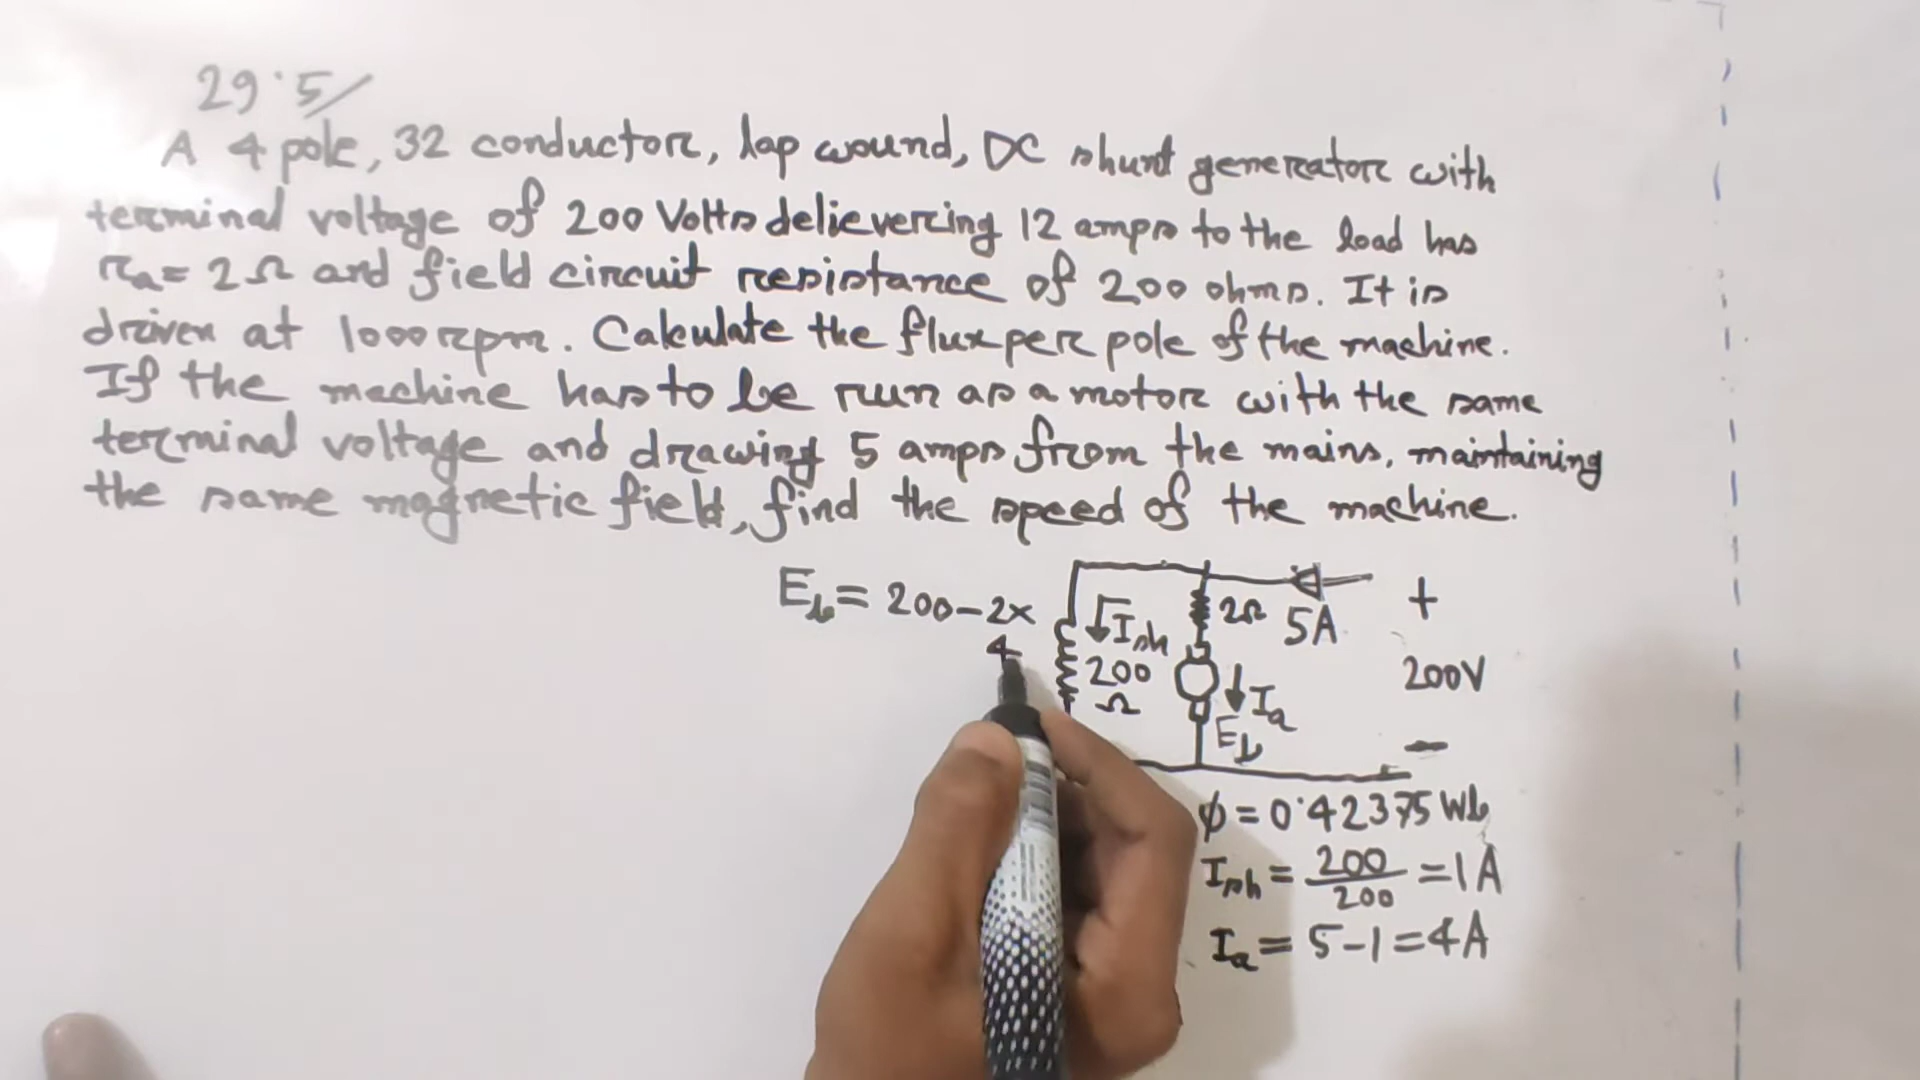 29.5/
A 4 pole, 32 conductor, lap wound, DC shunt generator with
terminal voltage of 200 Volts delievering 12 amps to the load has
ra = 2Ω and field circuit resistance of 200 ohms. It is
driven at 1000 rpm. Calculate the flux per pole of the machine.
If the machine has to be run as a motor with the same
terminal voltage and drawing 5 amps from the mains, maintaining
the same magnetic field, find the speed of the machine.
Eb = 200 - 2×
4
Ish
200
Ω
2Ω
5A
Ia
Eb
+
200V
-
φ = 0.42375 Wb
Ish = 200/200 = 1A
Ia = 5-1 = 4A